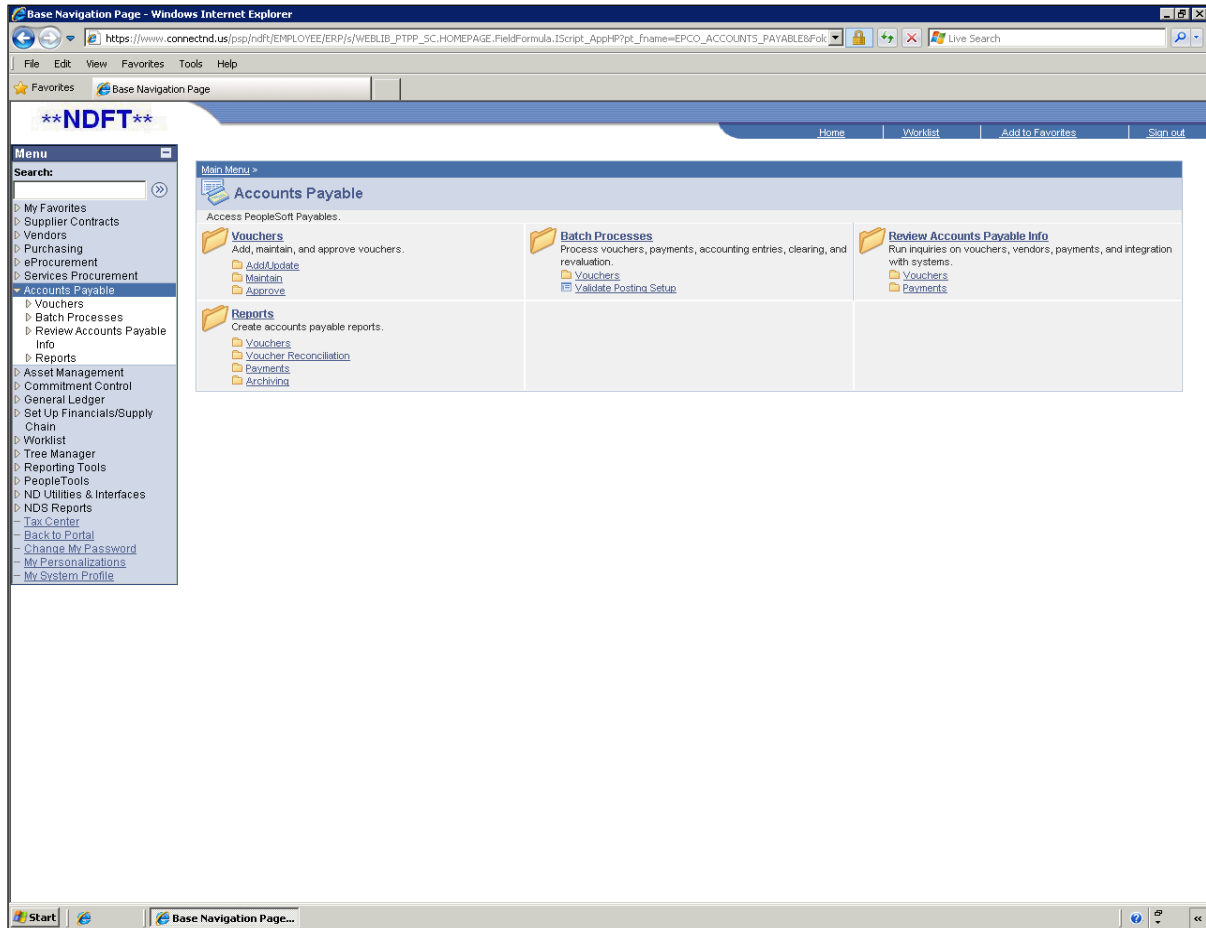 Base Navigation Page - Windows Internet Explorer
https://www.connectnd.us/psp/ndft/EMPLOYEE/ERP/s/WEBLIB_PTPP_SC.HOMEPAGE.FieldFormula.IScript_AppHP?pt_fname=EPCO_ACCOUNTS_PAYABLE&Fold
Live Search
File Edit View Favorites Tools Help
Favorites Base Navigation Page
**NDFT**
Home Worklist Add to Favorites Sign out
Menu
Search:
My Favorites
Supplier Contracts
Vendors
Purchasing
eProcurement
Services Procurement
Accounts Payable
Vouchers
Batch Processes
Review Accounts Payable
Info
Reports
Asset Management
Commitment Control
General Ledger
Set Up Financials/Supply
Chain
Worklist
Tree Manager
Reporting Tools
PeopleTools
ND Utilities & Interfaces
NDS Reports
Tax Center
Back to Portal
Change My Password
My Personalizations
My System Profile
Main Menu >
Accounts Payable
Access PeopleSoft Payables.
Vouchers
Add, maintain, and approve vouchers.
Add/Update
Maintain
Approve
Batch Processes
Process vouchers, payments, accounting entries, clearing, and
revaluation.
Vouchers
Validate Posting Setup
Review Accounts Payable Info
Run inquiries on vouchers, vendors, payments, and integration
with systems.
Vouchers
Payments
Reports
Create accounts payable reports.
Vouchers
Voucher Reconciliation
Payments
Archiving
Start Base Navigation Page...